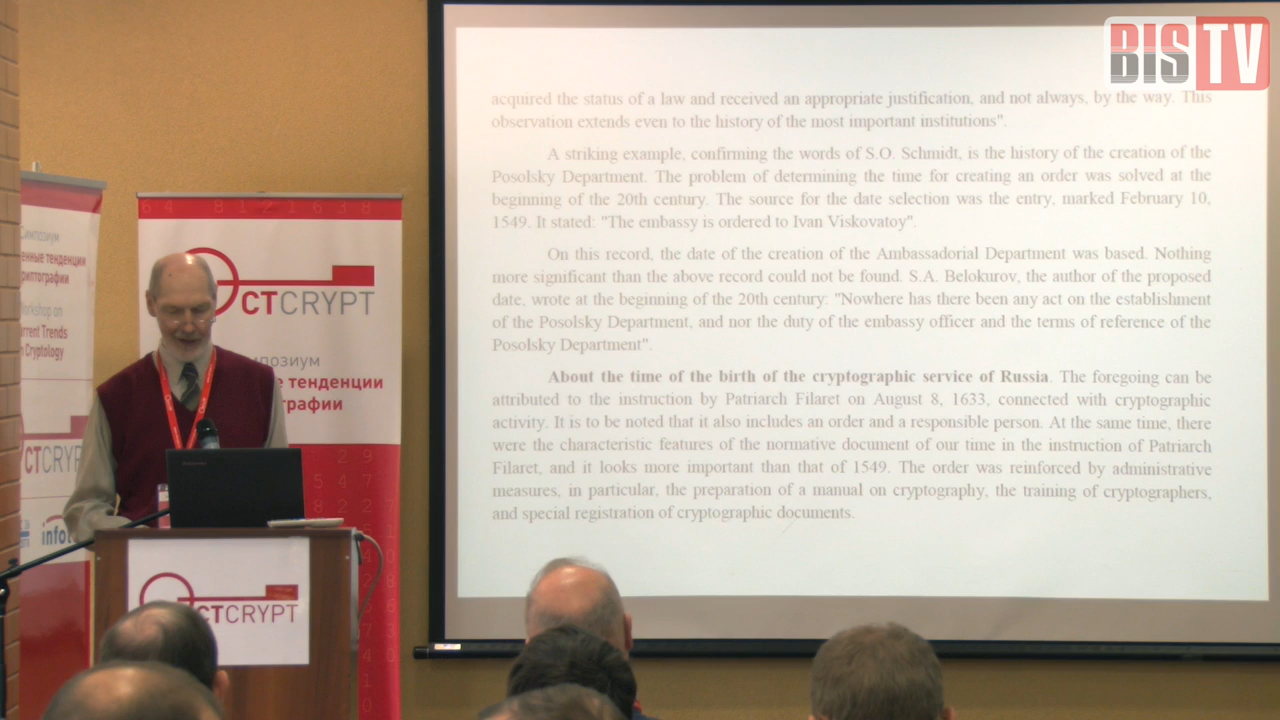 BIS TV
acquired the status of a law and received an appropriate justification, and not always, by the way. This
observation extends even to the history of the most important institutions".
A striking example, confirming the words of S.O. Schmidt, is the history of the creation of the
Posolsky Department. The problem of determining the time for creating an order was solved at the
beginning of the 20th century. The source for the date selection was the entry, marked February 10,
1549. It stated: "The embassy is ordered to Ivan Viskovatoy".
On this record, the date of the creation of the Ambassadorial Department was based. Nothing
more significant than the above record could not be found. S.A. Belokurov, the author of the proposed
date, wrote at the beginning of the 20th century: "Nowhere has there been any act on the establishment
of the Posolsky Department, and nor the duty of the embassy officer and the terms of reference of the
Posolsky Department".
About the time of the birth of the cryptographic service of Russia. The foregoing can be
attributed to the instruction by Patriarch Filaret on August 8, 1633, connected with cryptographic
activity. It is to be noted that it also includes an order and a responsible person. At the same time, there
were the characteristic features of the normative document of our time in the instruction of Patriarch
Filaret, and it looks more important than that of 1549. The order was reinforced by administrative
measures, in particular, the preparation of a manual on cryptography, the training of cryptographers,
and special registration of cryptographic documents.
6 4 8 1 2 1 6 3 8
CTCRYPT
тенденции
CTCRYPT